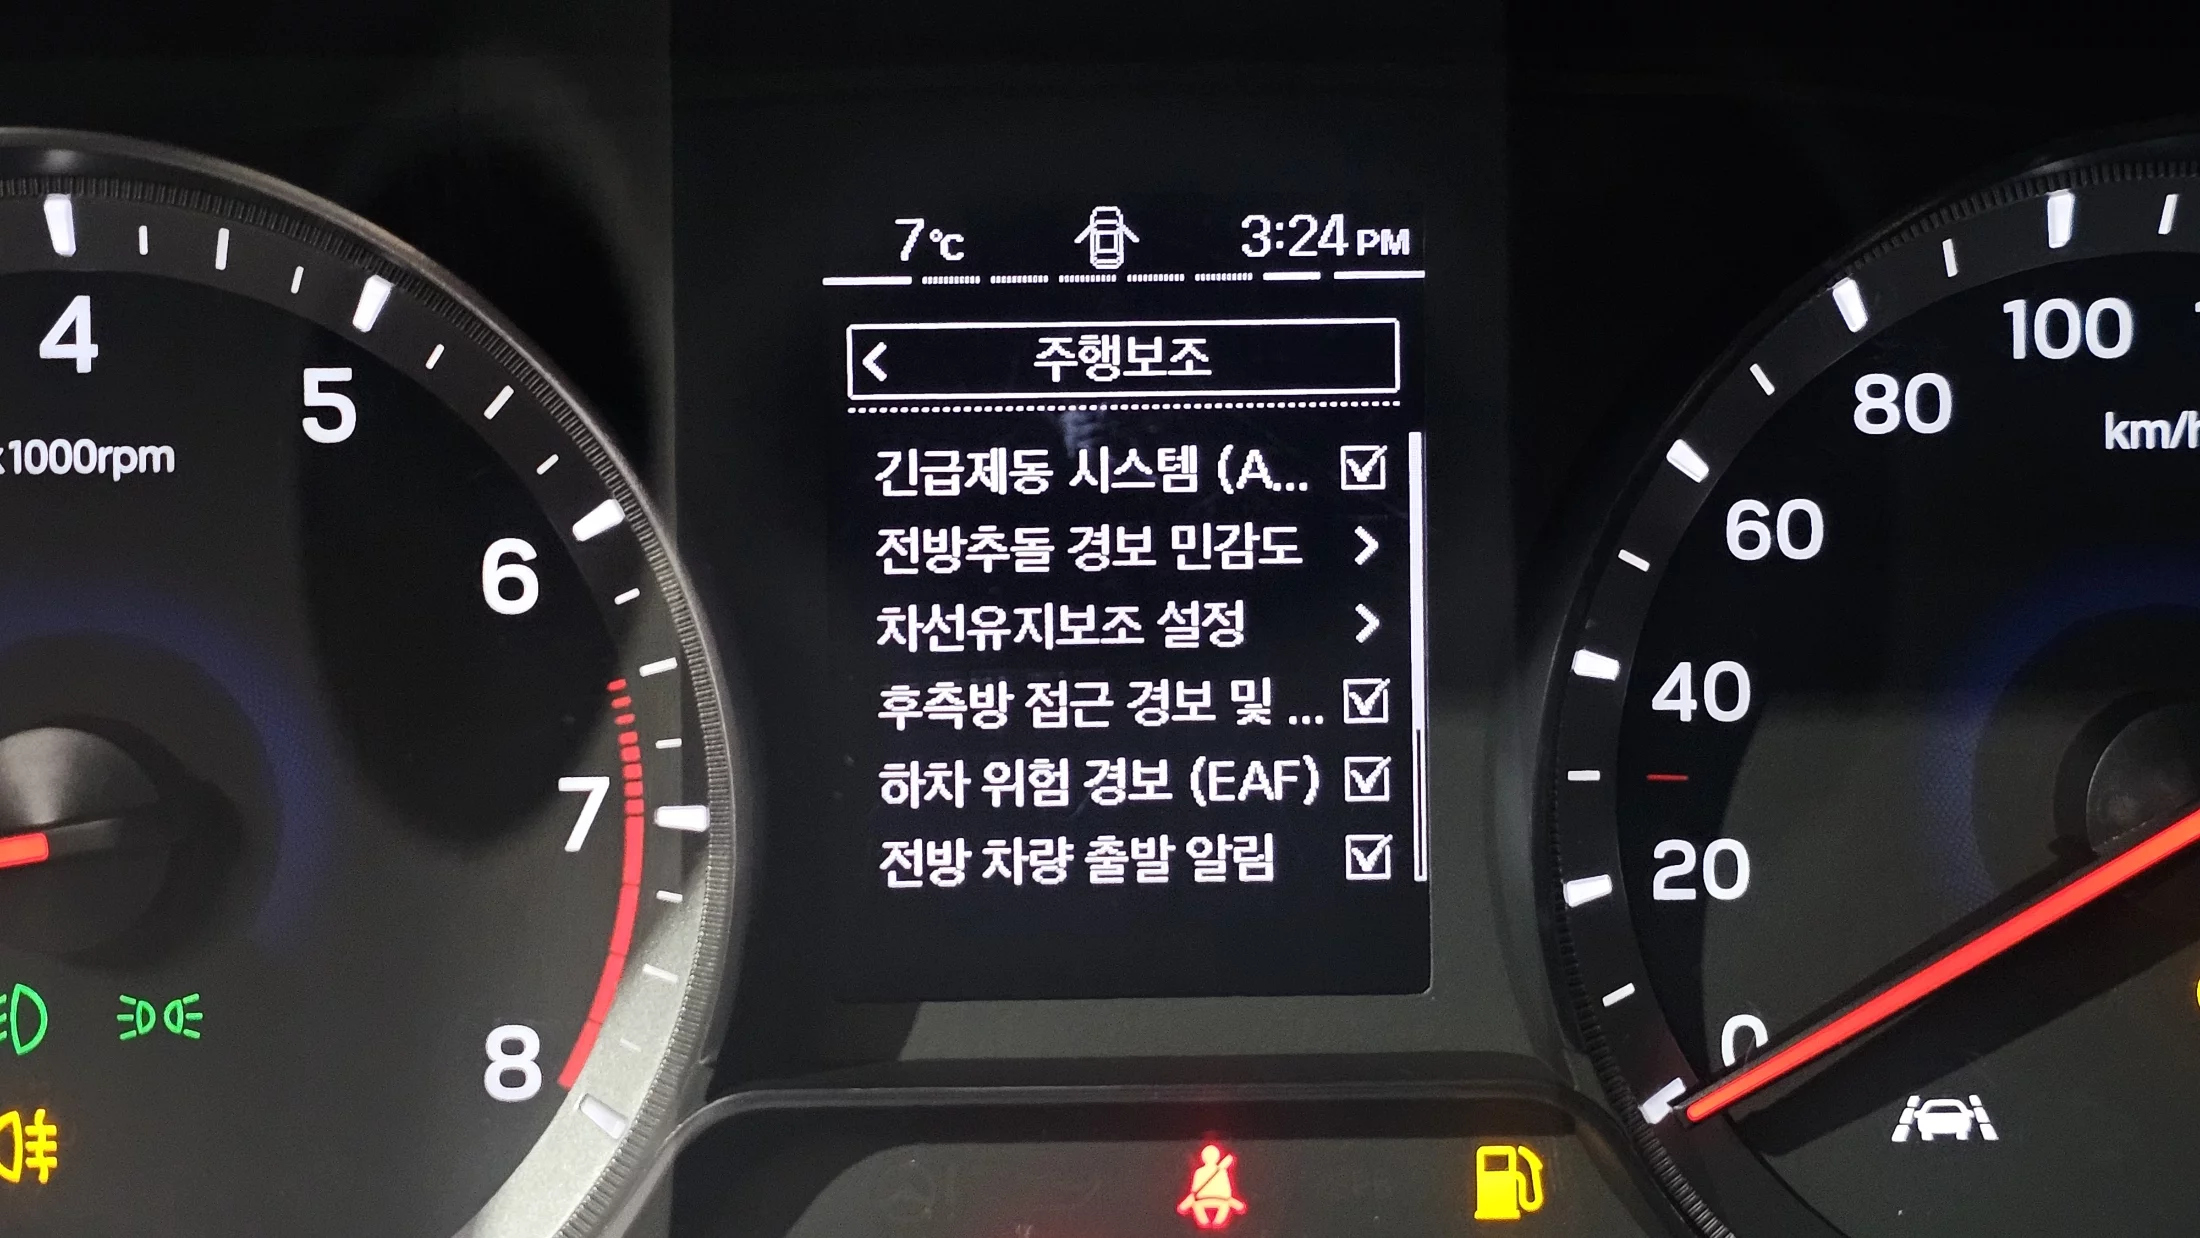 7℃ 3:24 PM
주행보조
긴급제동 시스템 (A...
전방추돌 경보 민감도
차선유지보조 설정
후측방 접근 경보 및 ...
하차 위험 경보 (EAF)
전방 차량 출발 알림
4
5
x1000rpm
6
7
8
100
80
km/h
60
40
20
0